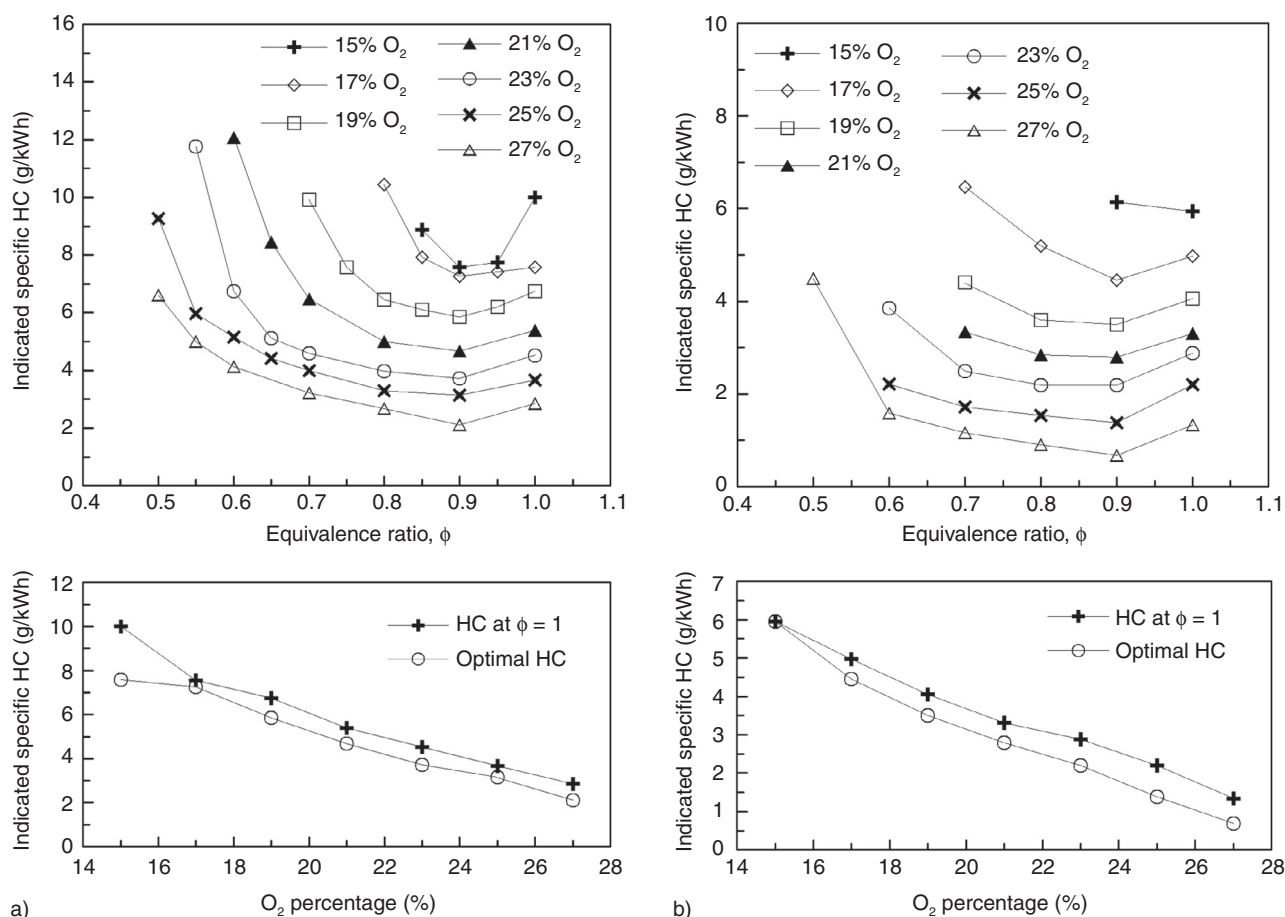 Indicated specific HC (g/kWh)
16
14
12
10
8
6
4
2
0
15% O₂
17% O₂
19% O₂
21% O₂
23% O₂
25% O₂
27% O₂
0.4 0.5 0.6 0.7 0.8 0.9 1.0 1.1
Equivalence ratio, ϕ
Indicated specific HC (g/kWh)
10
8
6
4
2
0
15% O₂
17% O₂
19% O₂
21% O₂
23% O₂
25% O₂
27% O₂
0.4 0.5 0.6 0.7 0.8 0.9 1.0 1.1
Equivalence ratio, ϕ
Indicated specific HC (g/kWh)
12
10
8
6
4
2
0
HC at ϕ = 1
Optimal HC
14 16 18 20 22 24 26 28
O₂ percentage (%)
a)
Indicated specific HC (g/kWh)
7
6
5
4
3
2
1
0
HC at ϕ = 1
Optimal HC
14 16 18 20 22 24 26 28
O₂ percentage (%)
b)